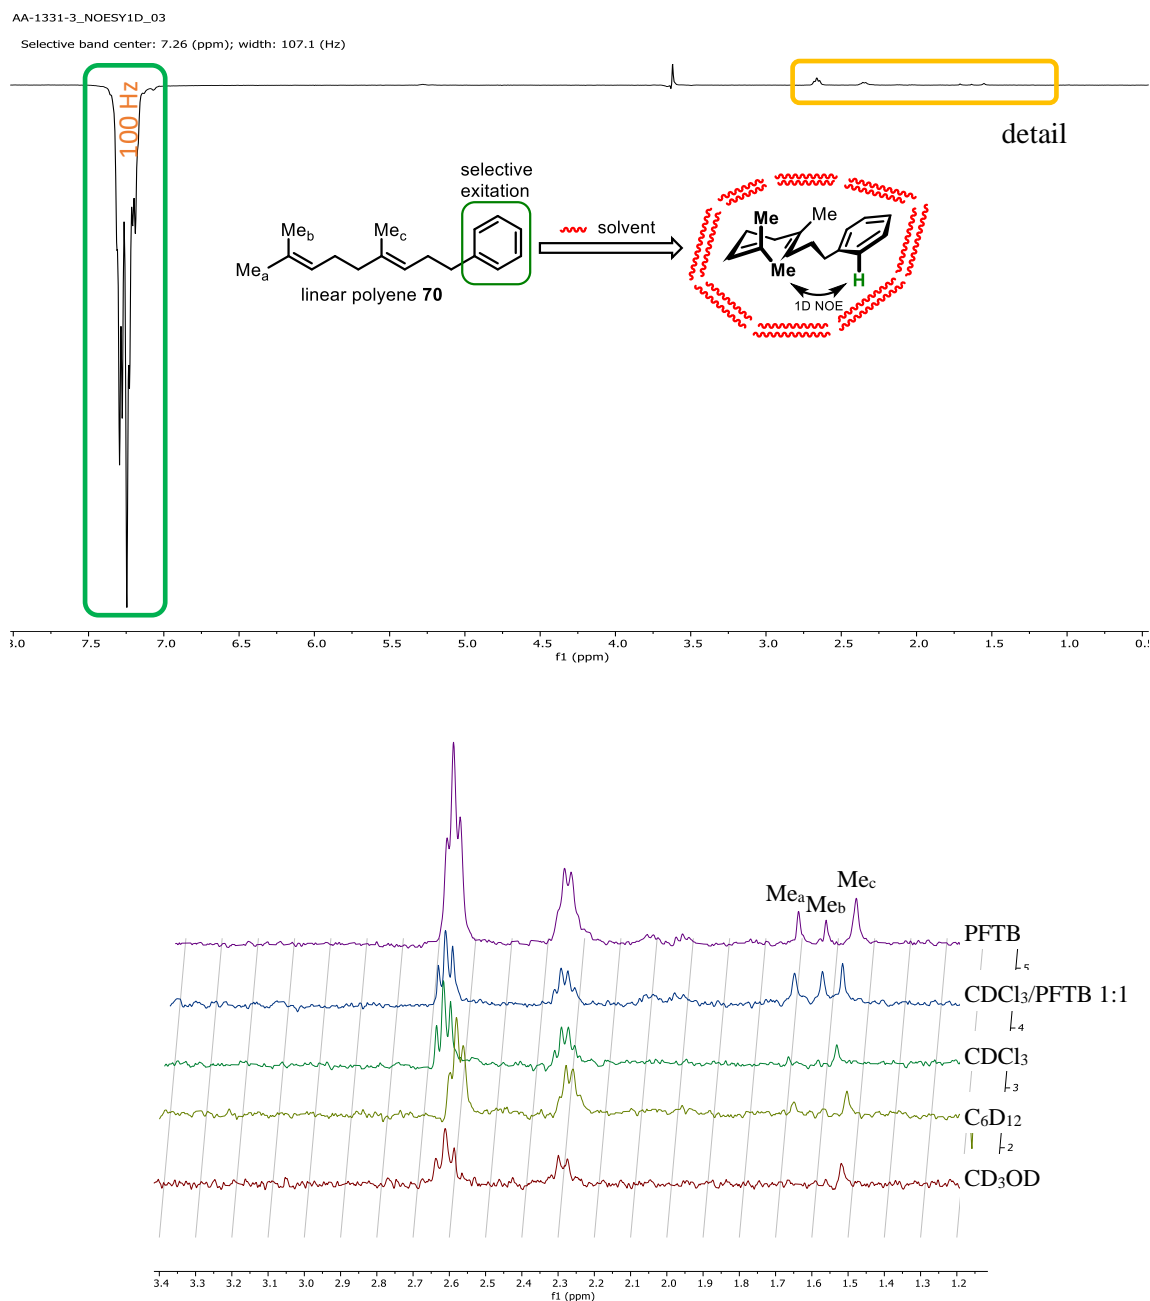 AA-1331-3_NOESY1D_03
Selective band center: 7.26 (ppm); width: 107.1 (Hz)
100 Hz
detail
selective
exitation
Me_b
Me_c
Me_a
linear polyene 70
solvent
Me
Me
Me
H
1D NOE
8.0 7.5 7.0 6.5 6.0 5.5 5.0 4.5 4.0 3.5 3.0 2.5 2.0 1.5 1.0 0.5
f1 (ppm)
Me_a
Me_b
Me_c
PFTB
5
CDCl₃/PFTB 1:1
4
CDCl₃
3
C₆D₁₂
2
CD₃OD
3.4 3.3 3.2 3.1 3.0 2.9 2.8 2.7 2.6 2.5 2.4 2.3 2.2 2.1 2.0 1.9 1.8 1.7 1.6 1.5 1.4 1.3 1.2
f1 (ppm)